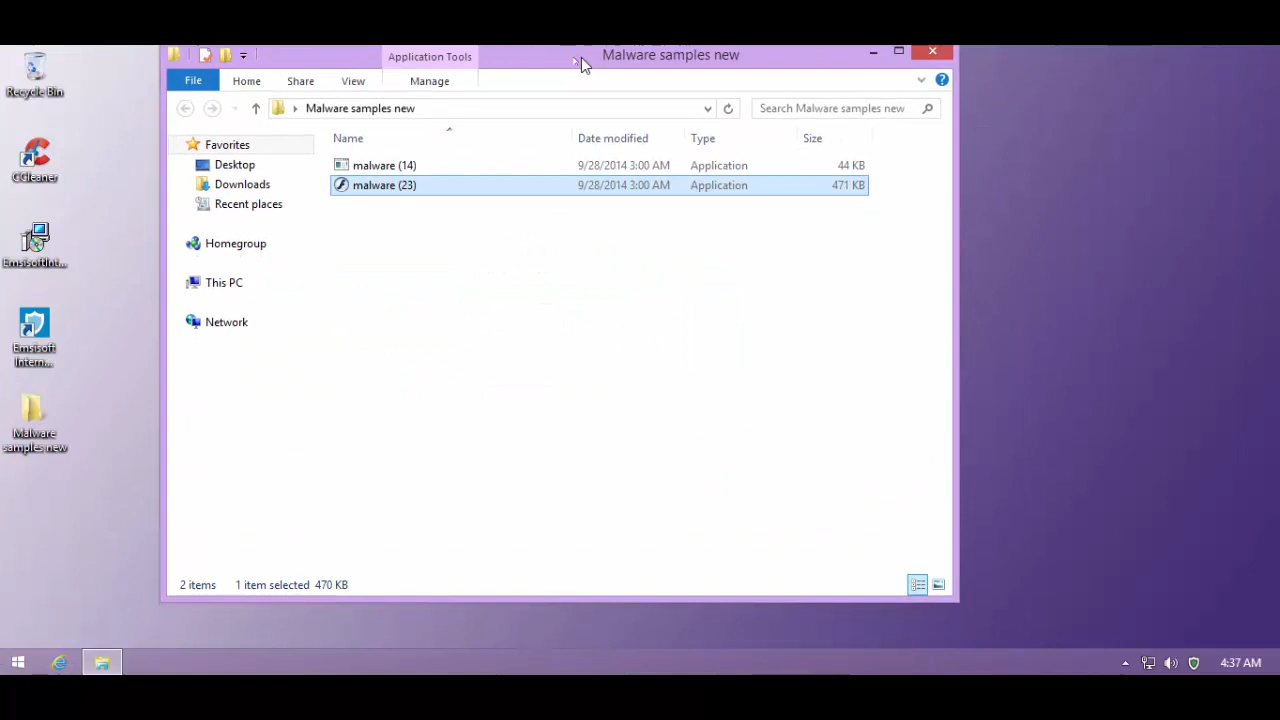 Recycle Bin
CCleaner
EmsisoftInt...
Emsisoft
Intern...
Malware
samples new
Application Tools
Malware samples new
File
Home
Share
View
Manage
Malware samples new
Search Malware samples new
Favorites
Desktop
Downloads
Recent places
Homegroup
This PC
Network
Name Date modified Type Size
malware (14) 9/28/2014 3:00 AM Application 44 KB
malware (23) 9/28/2014 3:00 AM Application 471 KB
2 items 1 item selected 470 KB
4:37 AM